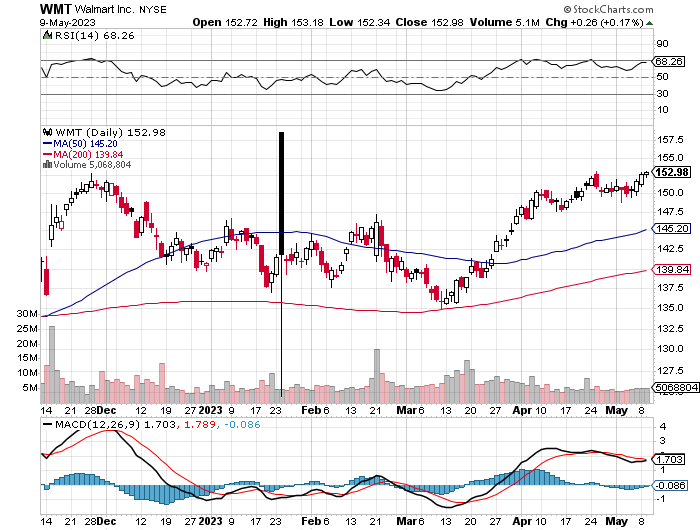 WMT Walmart Inc. NYSE © StockCharts.com
9-May-2023 Open 152.72 High 153.18 Low 152.34 Close 152.98 Volume 5.1M Chg +0.26 (+0.17%)
RSI(14) 68.26
90
68.26
50
30
10
WMT (Daily) 152.98
MA(50) 145.20
MA(200) 139.84
Volume 5,068,804
157.5
155.0
152.98
150.0
147.5
145.20
142.5
139.84
137.5
135.0
132.5
130.0
127.5
5068804
30M
25M
20M
15M
10M
5M
14 21 28 Dec 12 19 27 2023 9 17 23 Feb 6 13 21 Mar 6 13 20 27 Apr 10 17 24 May 8
MACD(12,26,9) 1.703, 1.789, -0.086
4
3
2
1
0
-1
1.703
-0.086
14 21 28 Dec 12 19 27 2023 9 17 23 Feb 6 13 21 Mar 6 13 20 27 Apr 10 17 24 May 8